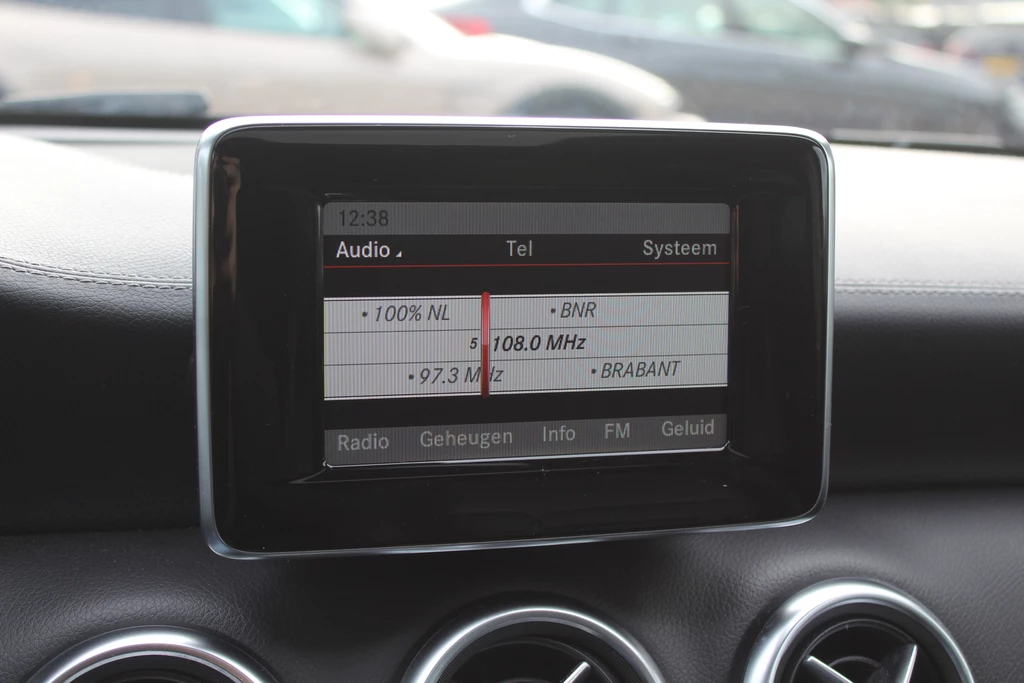 12:38
Audio Tel Systeem
• 100% NL • BNR
5 108.0 MHz
• 97.3 MHz • BRABANT
Radio Geheugen Info FM Geluid